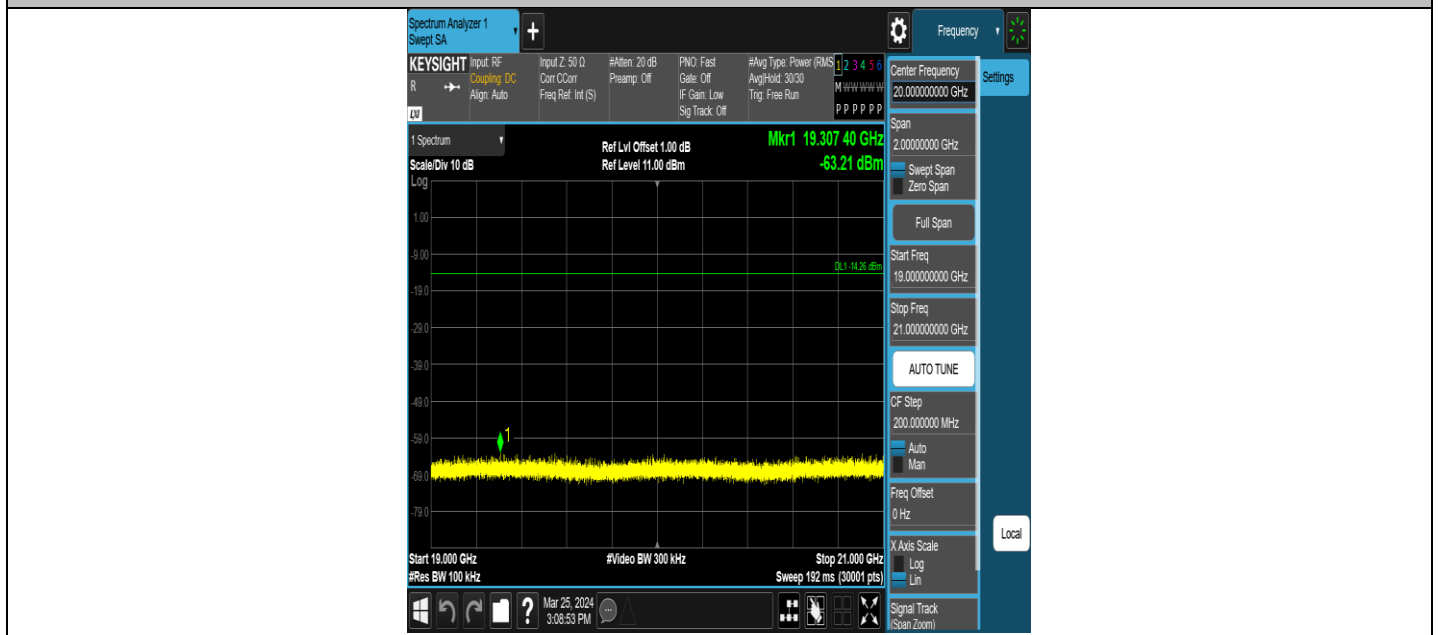 Spectrum Analyzer 1
Swept SA
+
Frequency
KEYSIGHT
R
LXI
Input: RF
Coupling: DC
Align: Auto
Input Z: 50 Ω
Corr CCorr
Freq Ref: Int (S)
#Atten: 20 dB
Preamp: Off
PNO: Fast
Gate: Off
IF Gain: Low
Sig Track: Off
#Avg Type: Power (RMS
Avg|Hold: 30/30
Trig: Free Run
1 2 3 4 5 6
M W W W W W
P P P P P P
1 Spectrum
Scale/Div 10 dB
Log
Ref Lvl Offset 1.00 dB
Ref Level 11.00 dBm
Mkr1 19.307 40 GHz
-63.21 dBm
1.00
-9.00
DL1 -14.26 dBm
-19.0
-29.0
-39.0
-49.0
-59.0
1
-69.0
-79.0
Start 19.000 GHz
#Res BW 100 kHz
#Video BW 300 kHz
Stop 21.000 GHz
Sweep 192 ms (30001 pts)
?
Mar 25, 2024
3:08:53 PM
Center Frequency
20.000000000 GHz
Settings
Span
2.00000000 GHz
Swept Span
Zero Span
Full Span
Start Freq
19.000000000 GHz
Stop Freq
21.000000000 GHz
AUTO TUNE
CF Step
200.000000 MHz
Auto
Man
Freq Offset
0 Hz
Local
X Axis Scale
Log
Lin
Signal Track
(Span Zoom)